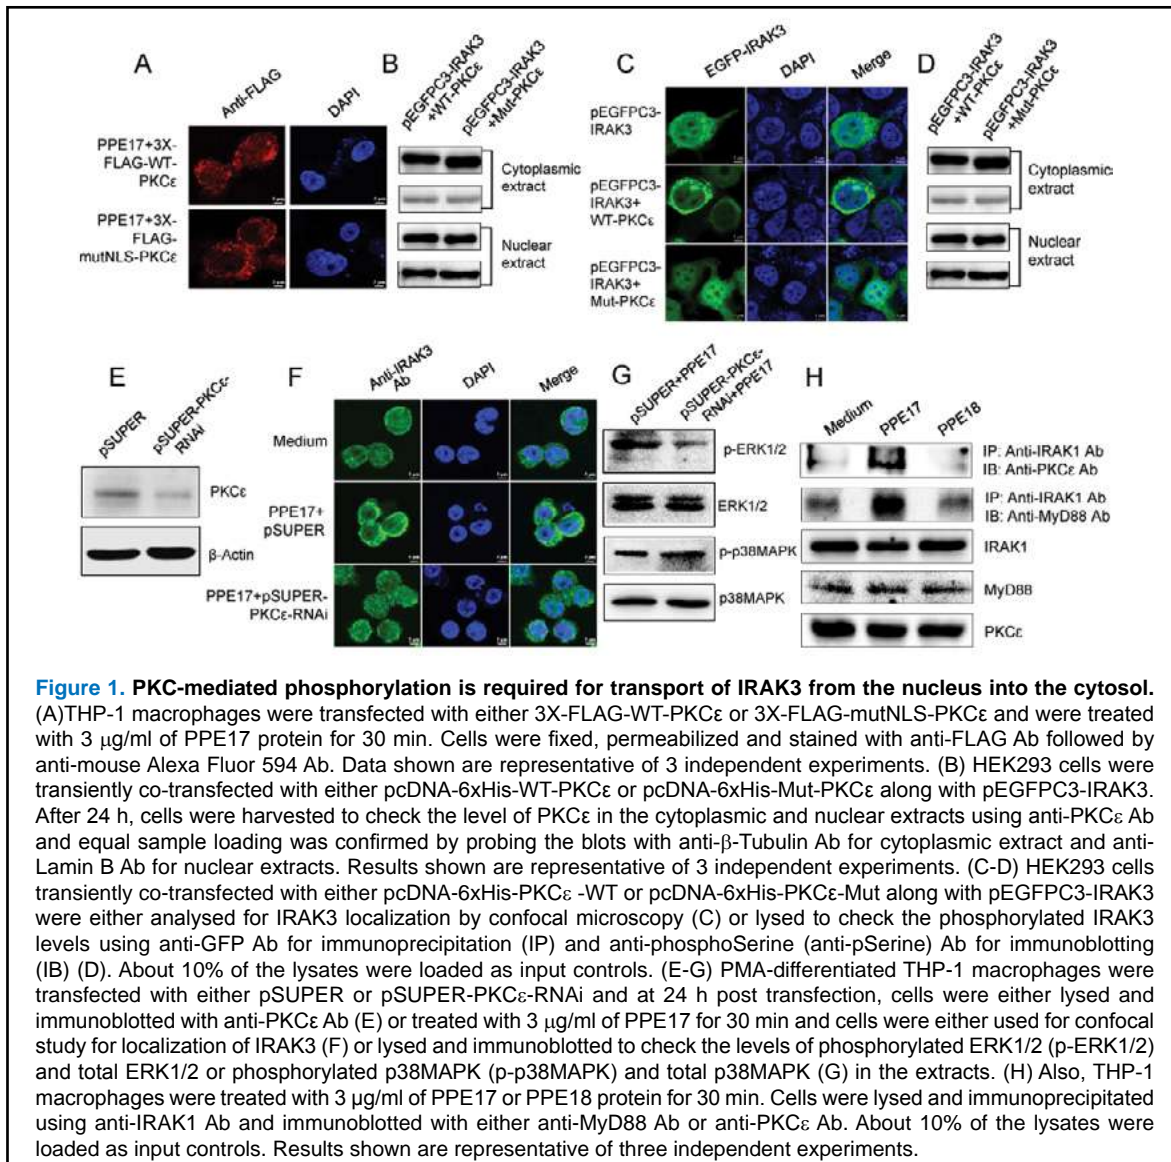 A
Anti-FLAG
DAPI
PPE17+3X-
FLAG-WT-
PKCε
PPE17+3X-
FLAG-
mutNLS-PKCε
B
pEGFPC3-IRAK3
+WT-PKCε
pEGFPC3-IRAK3
+Mut-PKCε
Cytoplasmic
extract
Nuclear
extract
C
EGFP-IRAK3
DAPI
Merge
pEGFPC3-
IRAK3
pEGFPC3-
IRAK3+
WT-PKCε
pEGFPC3-
IRAK3+
Mut-PKCε
D
pEGFPC3-IRAK3
+WT-PKCε
pEGFPC3-IRAK3
+Mut-PKCε
Cytoplasmic
extract
Nuclear
extract
E
pSUPER
pSUPER-PKCε-
RNAi
PKCε
β-Actin
F
Anti-IRAK3
Ab
DAPI
Merge
Medium
PPE17+
pSUPER
PPE17+pSUPER-
PKCε-RNAi
G
pSUPER+PPE17
pSUPER-PKCε-
RNAi+PPE17
p-ERK1/2
ERK1/2
p-p38MAPK
p38MAPK
H
Medium
PPE17
PPE18
IP: Anti-IRAK1 Ab
IB: Anti-PKCε Ab
IP: Anti-IRAK1 Ab
IB: Anti-MyD88 Ab
IRAK1
MyD88
PKCε
Figure 1. PKC-mediated phosphorylation is required for transport of IRAK3 from the nucleus into the cytosol.
(A)THP-1 macrophages were transfected with either 3X-FLAG-WT-PKCε or 3X-FLAG-mutNLS-PKCε and were treated
with 3 μg/ml of PPE17 protein for 30 min. Cells were fixed, permeabilized and stained with anti-FLAG Ab followed by
anti-mouse Alexa Fluor 594 Ab. Data shown are representative of 3 independent experiments. (B) HEK293 cells were
transiently co-transfected with either pcDNA-6xHis-WT-PKCε or pcDNA-6xHis-Mut-PKCε along with pEGFPC3-IRAK3.
After 24 h, cells were harvested to check the level of PKCε in the cytoplasmic and nuclear extracts using anti-PKCε Ab
and equal sample loading was confirmed by probing the blots with anti-β-Tubulin Ab for cytoplasmic extract and anti-
Lamin B Ab for nuclear extracts. Results shown are representative of 3 independent experiments. (C-D) HEK293 cells
transiently co-transfected with either pcDNA-6xHis-PKCε -WT or pcDNA-6xHis-PKCε-Mut along with pEGFPC3-IRAK3
were either analysed for IRAK3 localization by confocal microscopy (C) or lysed to check the phosphorylated IRAK3
levels using anti-GFP Ab for immunoprecipitation (IP) and anti-phosphoSerine (anti-pSerine) Ab for immunoblotting
(IB) (D). About 10% of the lysates were loaded as input controls. (E-G) PMA-differentiated THP-1 macrophages were
transfected with either pSUPER or pSUPER-PKCε-RNAi and at 24 h post transfection, cells were either lysed and
immunoblotted with anti-PKCε Ab (E) or treated with 3 μg/ml of PPE17 for 30 min and cells were either used for confocal
study for localization of IRAK3 (F) or lysed and immunoblotted to check the levels of phosphorylated ERK1/2 (p-ERK1/2)
and total ERK1/2 or phosphorylated p38MAPK (p-p38MAPK) and total p38MAPK (G) in the extracts. (H) Also, THP-1
macrophages were treated with 3 μg/ml of PPE17 or PPE18 protein for 30 min. Cells were lysed and immunoprecipitated
using anti-IRAK1 Ab and immunoblotted with either anti-MyD88 Ab or anti-PKCε Ab. About 10% of the lysates were
loaded as input controls. Results shown are representative of three independent experiments.